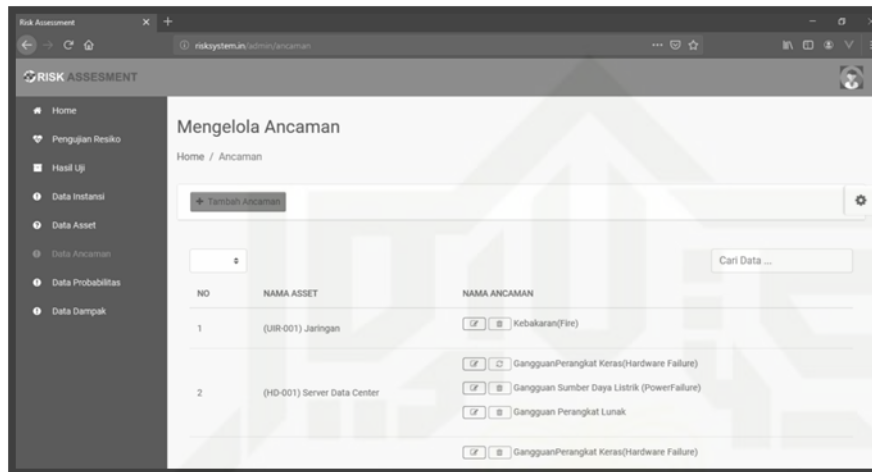 Risk Assessment
risksystem.in/admin/ancaman
RISK ASSESMENT
Home
Pengujian Resiko
Hasil Uji
Data Instansi
Data Asset
Data Ancaman
Data Probabilitas
Data Dampak
Mengelola Ancaman
Home / Ancaman
+ Tambah Ancaman
Cari Data ...
NO NAMA ASSET NAMA ANCAMAN
1 (UIR-001) Jaringan Kebakaran(Fire)
GangguanPerangkat Keras(Hardware Failure)
2 (HD-001) Server Data Center Gangguan Sumber Daya Listrik (PowerFailure)
Gangguan Perangkat Lunak
GangguanPerangkat Keras(Hardware Failure)